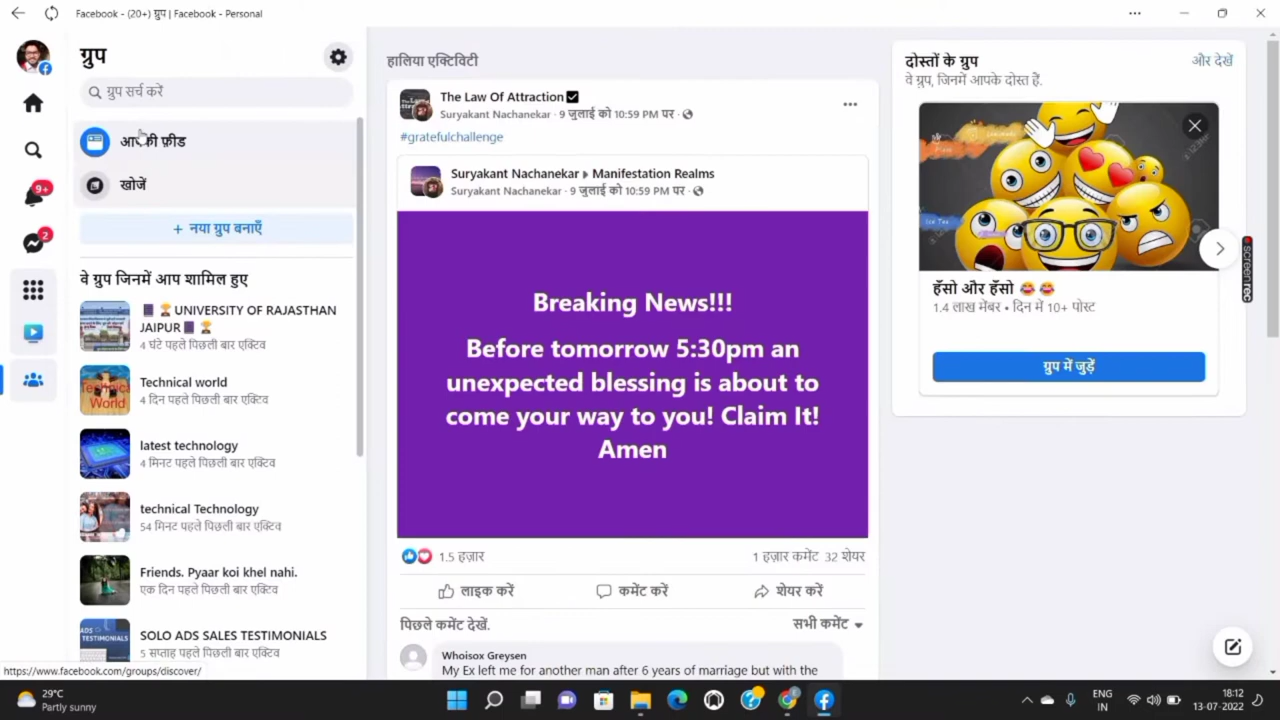 Facebook - (20+) ग्रुप | Facebook - Personal
ग्रुप
ग्रुप सर्च करें
फ़ीड
खोजें
+ नया ग्रुप बनाएँ
वे ग्रुप जिनमें आप शामिल हुए
UNIVERSITY OF RAJASTHAN
JAIPUR
4 घंटे पहले पिछली बार एक्टिव
Technical world
4 दिन पहले पिछली बार एक्टिव
latest technology
4 मिनट पहले पिछली बार एक्टिव
technical Technology
54 मिनट पहले पिछली बार एक्टिव
Friends. Pyaar koi khel nahi.
एक दिन पहले पिछली बार एक्टिव
SOLO ADS SALES TESTIMONIALS
5 सप्ताह पहले पिछली बार एक्टिव
https://www.facebook.com/groups/discover/
9+
2
World
ADS
TESTIMONIALS
हालिया एक्टिविटी
The Law Of Attraction
Suryakant Nachanekar · 9 जुलाई को 10:59 PM पर ·
#gratefulchallenge
Suryakant Nachanekar ▸ Manifestation Realms
Suryakant Nachanekar · 9 जुलाई को 10:59 PM पर ·
Breaking News!!!
Before tomorrow 5:30pm an
unexpected blessing is about to
come your way to you! Claim It!
Amen
1.5 हज़ार
1 हज़ार कमेंट 32 शेयर
लाइक करें
कमेंट करें
शेयर करें
पिछले कमेंट देखें.
सभी कमेंट
Whoisox Greysen
My Ex left me for another man after 6 years of marriage but with the
दोस्तों के ग्रुप
और देखें
वे ग्रुप, जिनमें आपके दोस्त हैं.
Ice Tea
हँसो और हँसो
1.4 लाख मेंबर • दिन में 10+ पोस्ट
ग्रुप में जुड़ें
screenrec
29°C
Partly sunny
ENG
IN
18:12
13-07-2022